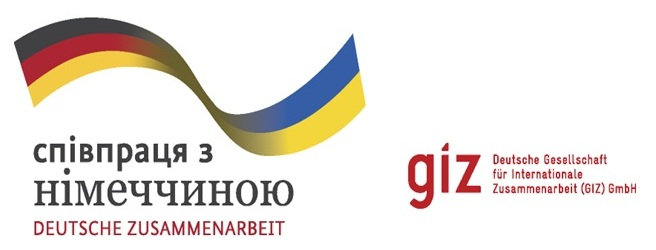 співпраця з
німеччиною
DEUTSCHE ZUSAMMENARBEIT
giz
Deutsche Gesellschaft
für Internationale
Zusammenarbeit (GIZ) GmbH